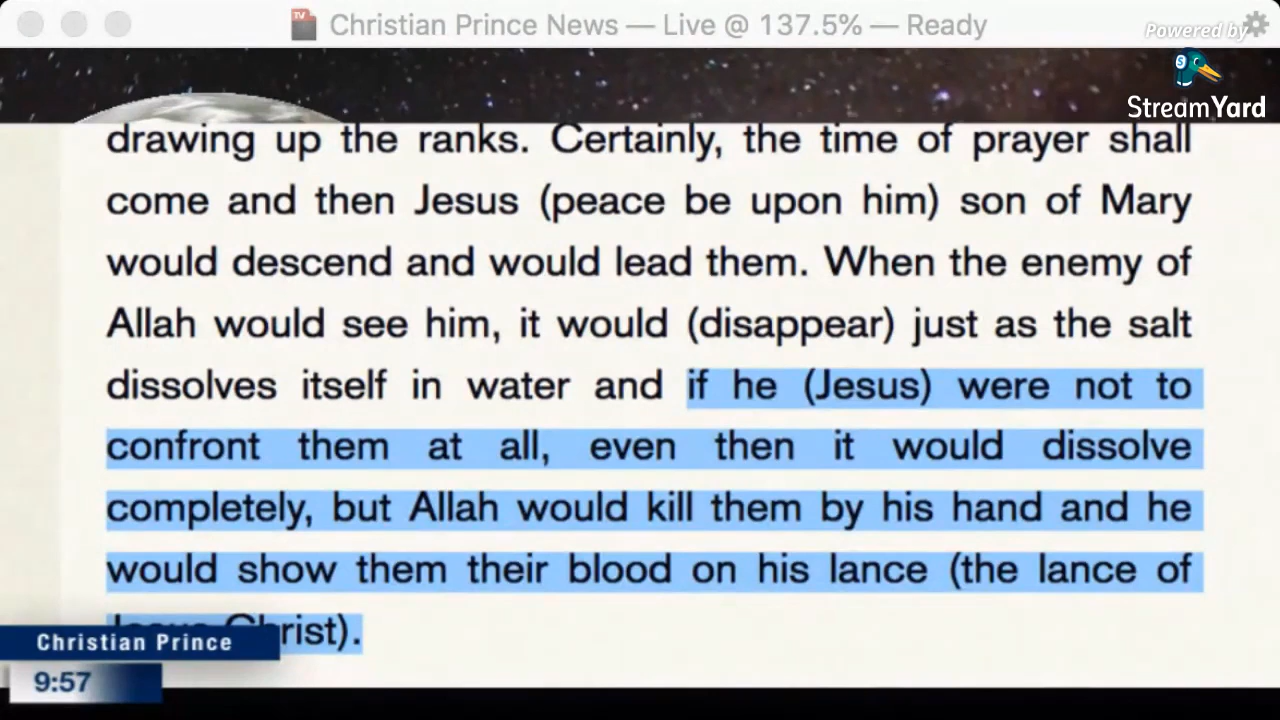 Christian Prince News — Live @ 137.5% — Ready
Powered by
StreamYard
drawing up the ranks. Certainly, the time of prayer shall
come and then Jesus (peace be upon him) son of Mary
would descend and would lead them. When the enemy of
Allah would see him, it would (disappear) just as the salt
dissolves itself in water and if he (Jesus) were not to
confront them at all, even then it would dissolve
completely, but Allah would kill them by his hand and he
would show them their blood on his lance (the lance of
Jesus Christ).
Christian Prince
9:57